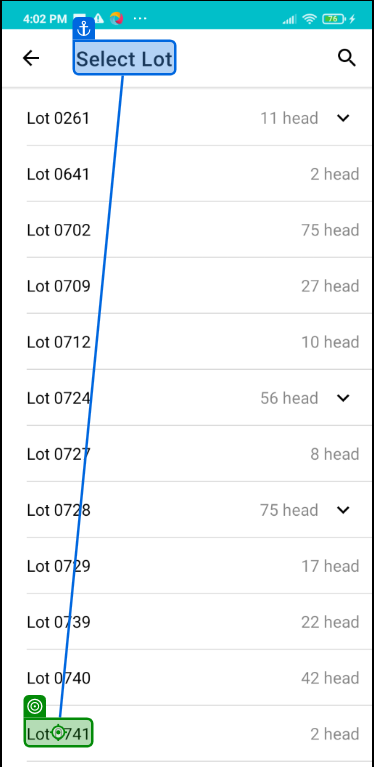 4:02 PM ... 76
Select Lot
Lot 0261 11 head
Lot 0641 2 head
Lot 0702 75 head
Lot 0709 27 head
Lot 0712 10 head
Lot 0724 56 head
Lot 0727 8 head
Lot 0728 75 head
Lot 0729 17 head
Lot 0739 22 head
Lot 0740 42 head
Lot 0741 2 head